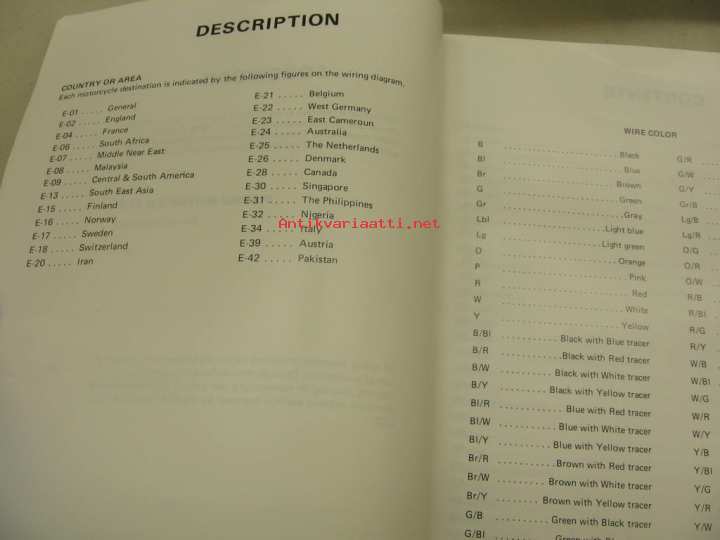 DESCRIPTION
COUNTRY OR AREA
Each motorcycle destination is indicated by the following figures on the wiring diagram.
E-01 . . . . . General
E-02 . . . . . England
E-04 . . . . . France
E-06 . . . . . South Africa
E-07 . . . . . Middle Near East
E-08 . . . . . Malaysia
E-09 . . . . . Central & South America
E-13 . . . . . South East Asia
E-15 . . . . . Finland
E-16 . . . . . Norway
E-17 . . . . . Sweden
E-18 . . . . . Switzerland
E-20 . . . . . Iran
E-21 . . . . . Belgium
E-22 . . . . . West Germany
E-23 . . . . . East Cameroun
E-24 . . . . . Australia
E-25 . . . . . The Netherlands
E-26 . . . . . Denmark
E-28 . . . . . Canada
E-30 . . . . . Singapore
E-31 . . . . . The Philippines
E-32 . . . . . Nigeria
E-34 . . . . . Italy
E-39 . . . . . Austria
E-42 . . . . . Pakistan
Antikvariaatti.net
WIRE COLOR
B . . . . . Black
Bl . . . . . Blue
Br . . . . . Brown
G . . . . . Green
Gr . . . . . Gray
Lbl . . . . . Light blue
Lg . . . . . Light green
O . . . . . Orange
P . . . . . Pink
R . . . . . Red
W . . . . . White
Y . . . . . Yellow
B/Bl . . . . . Black with Blue tracer
B/R . . . . . Black with Red tracer
B/W . . . . . Black with White tracer
B/Y . . . . . Black with Yellow tracer
Bl/R . . . . . Blue with Red tracer
Bl/W . . . . . Blue with White tracer
Bl/Y . . . . . Blue with Yellow tracer
Br/R . . . . . Brown with Red tracer
Br/W . . . . . Brown with White tracer
Br/Y . . . . . Brown with Yellow tracer
G/B . . . . . Green with Black tracer
G/Bl . . . . . Green with
G/R
G/W
G/Y
Gr/B
Lg/B
Lg/R
O/G
O/R
O/W
R/B
R/Bl
R/G
R/Y
W/B
W/Bl
W/G
W/R
W/Y
Y/B
Y/Bl
Y/G
Y/R
Y/W